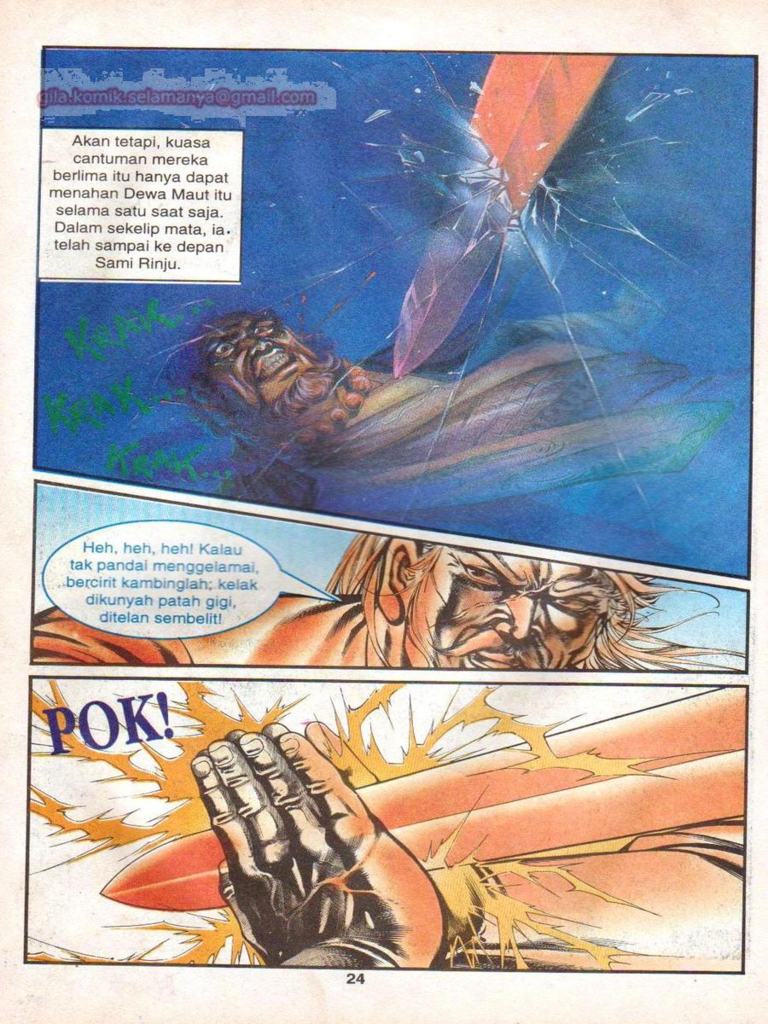 gila.komik.selamanya@gmail.com
Akan tetapi, kuasa
cantuman mereka
berlima itu hanya dapat
menahan Dewa Maut itu
selama satu saat saja.
Dalam sekelip mata, ia
telah sampai ke depan
Sami Rinju.
KRAK...
KRAK...
KRAK...
Heh, heh, heh! Kalau
tak pandai menggelamai,
bercirit kambinglah; kelak
dikunyah patah gigi,
ditelan sembelit!
POK!
24